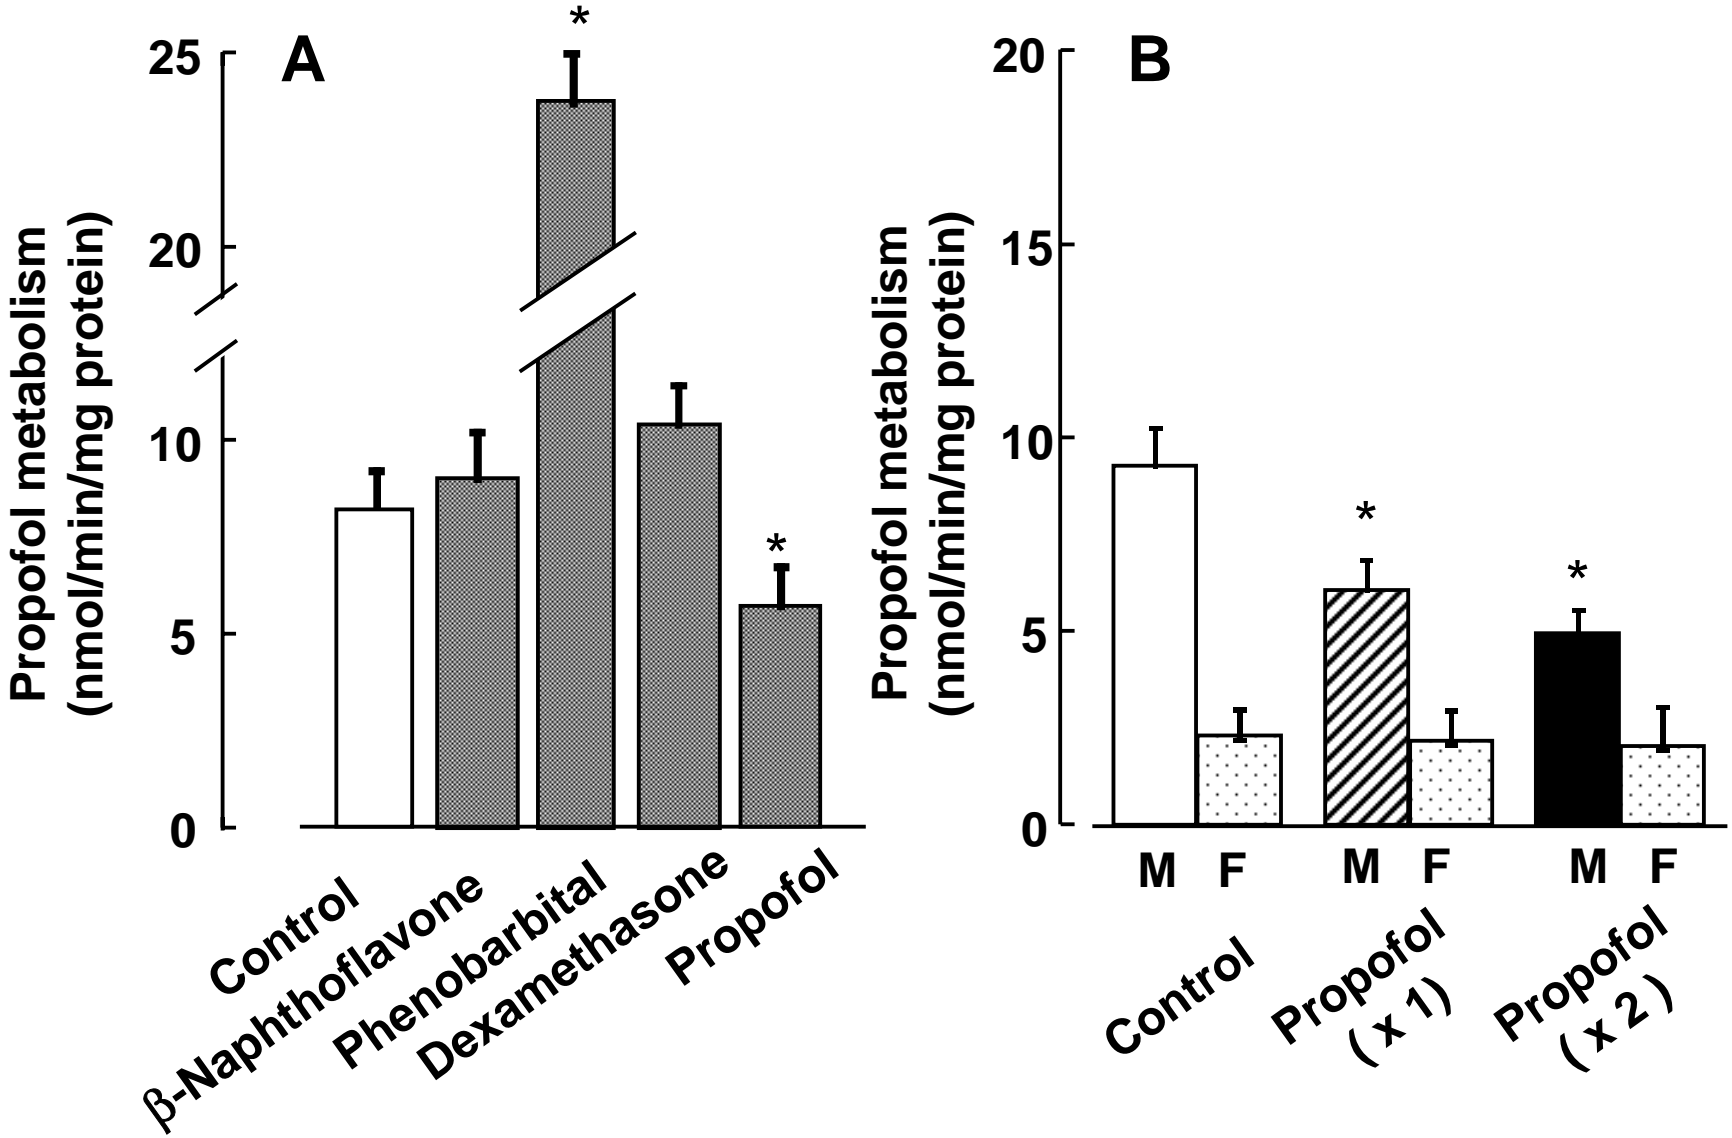 A
*
25
20
10
5
0
*
Propofol metabolism
(nmol/min/mg protein)
Control
β-Naphthoflavone
Phenobarbital
Dexamethasone
Propofol
B
20
15
10
5
0
*
*
Propofol metabolism
(nmol/min/mg protein)
M F M F M F
Control
Propofol
( x 1)
Propofol
( x 2 )